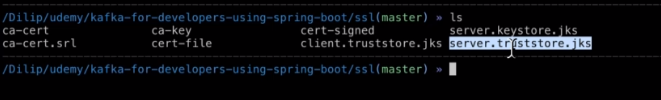 /Dilip/udemy/kafka-for-developers-using-spring-boot/ssl(master) » ls
ca-cert ca-key cert-signed server.keystore.jks
ca-cert.srl cert-file client.truststore.jks server.truststore.jks
/Dilip/udemy/kafka-for-developers-using-spring-boot/ssl(master) »